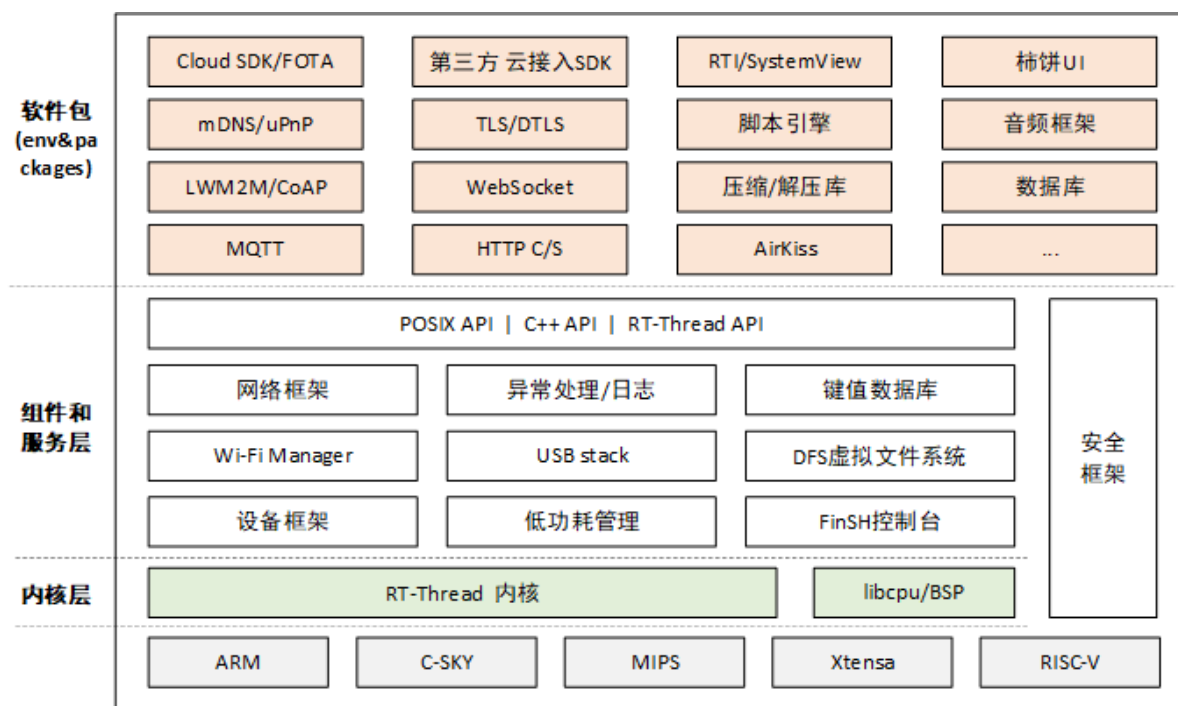 Cloud SDK/FOTA
第三方 云接入SDK
RTI/SystemView
柿饼UI
软件包
(env&pa
ckages)
mDNS/uPnP
TLS/DTLS
脚本引擎
音频框架
LWM2M/CoAP
WebSocket
压缩/解压库
数据库
MQTT
HTTP C/S
AirKiss
...
组件和
服务层
POSIX API | C++ API | RT-Thread API
网络框架
异常处理/日志
键值数据库
Wi-Fi Manager
USB stack
DFS虚拟文件系统
设备框架
低功耗管理
FinSH控制台
安全
框架
内核层
RT-Thread 内核
libcpu/BSP
ARM
C-SKY
MIPS
Xtensa
RISC-V